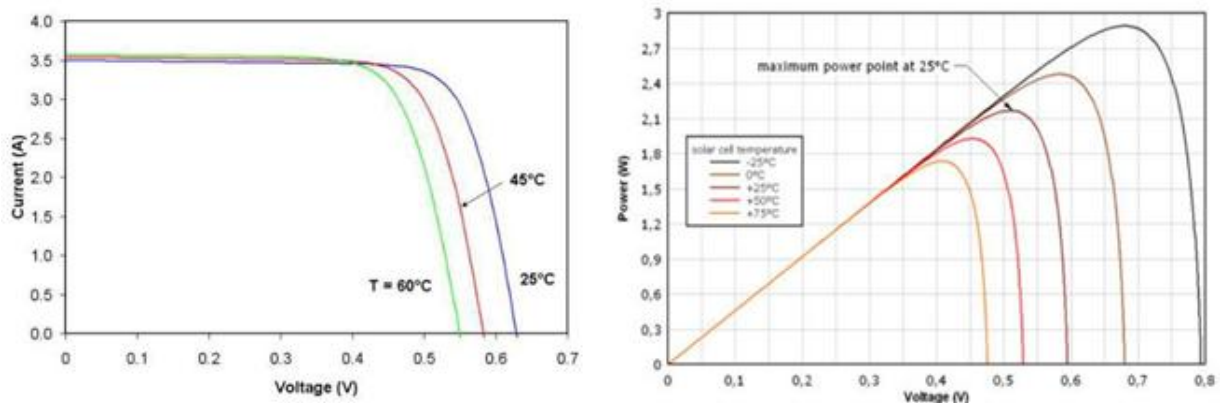 4.0
3.5
3.0
2.5
2.0
1.5
1.0
0.5
0.0
Current (A)
45°C
T = 60°C
25°C
0
0.1
0.2
0.3
0.4
0.5
0.6
0.7
Voltage (V)
3
2,7
2,4
2,1
1,8
1,5
1,2
0,9
0,6
0,3
0
Power (W)
maximum power point at 25°C
solar cell temperature
-25°C
0°C
+25°C
+50°C
+75°C
0
0,1
0,2
0,3
0,4
0,5
0,6
0,7
0,8
Voltage (V)